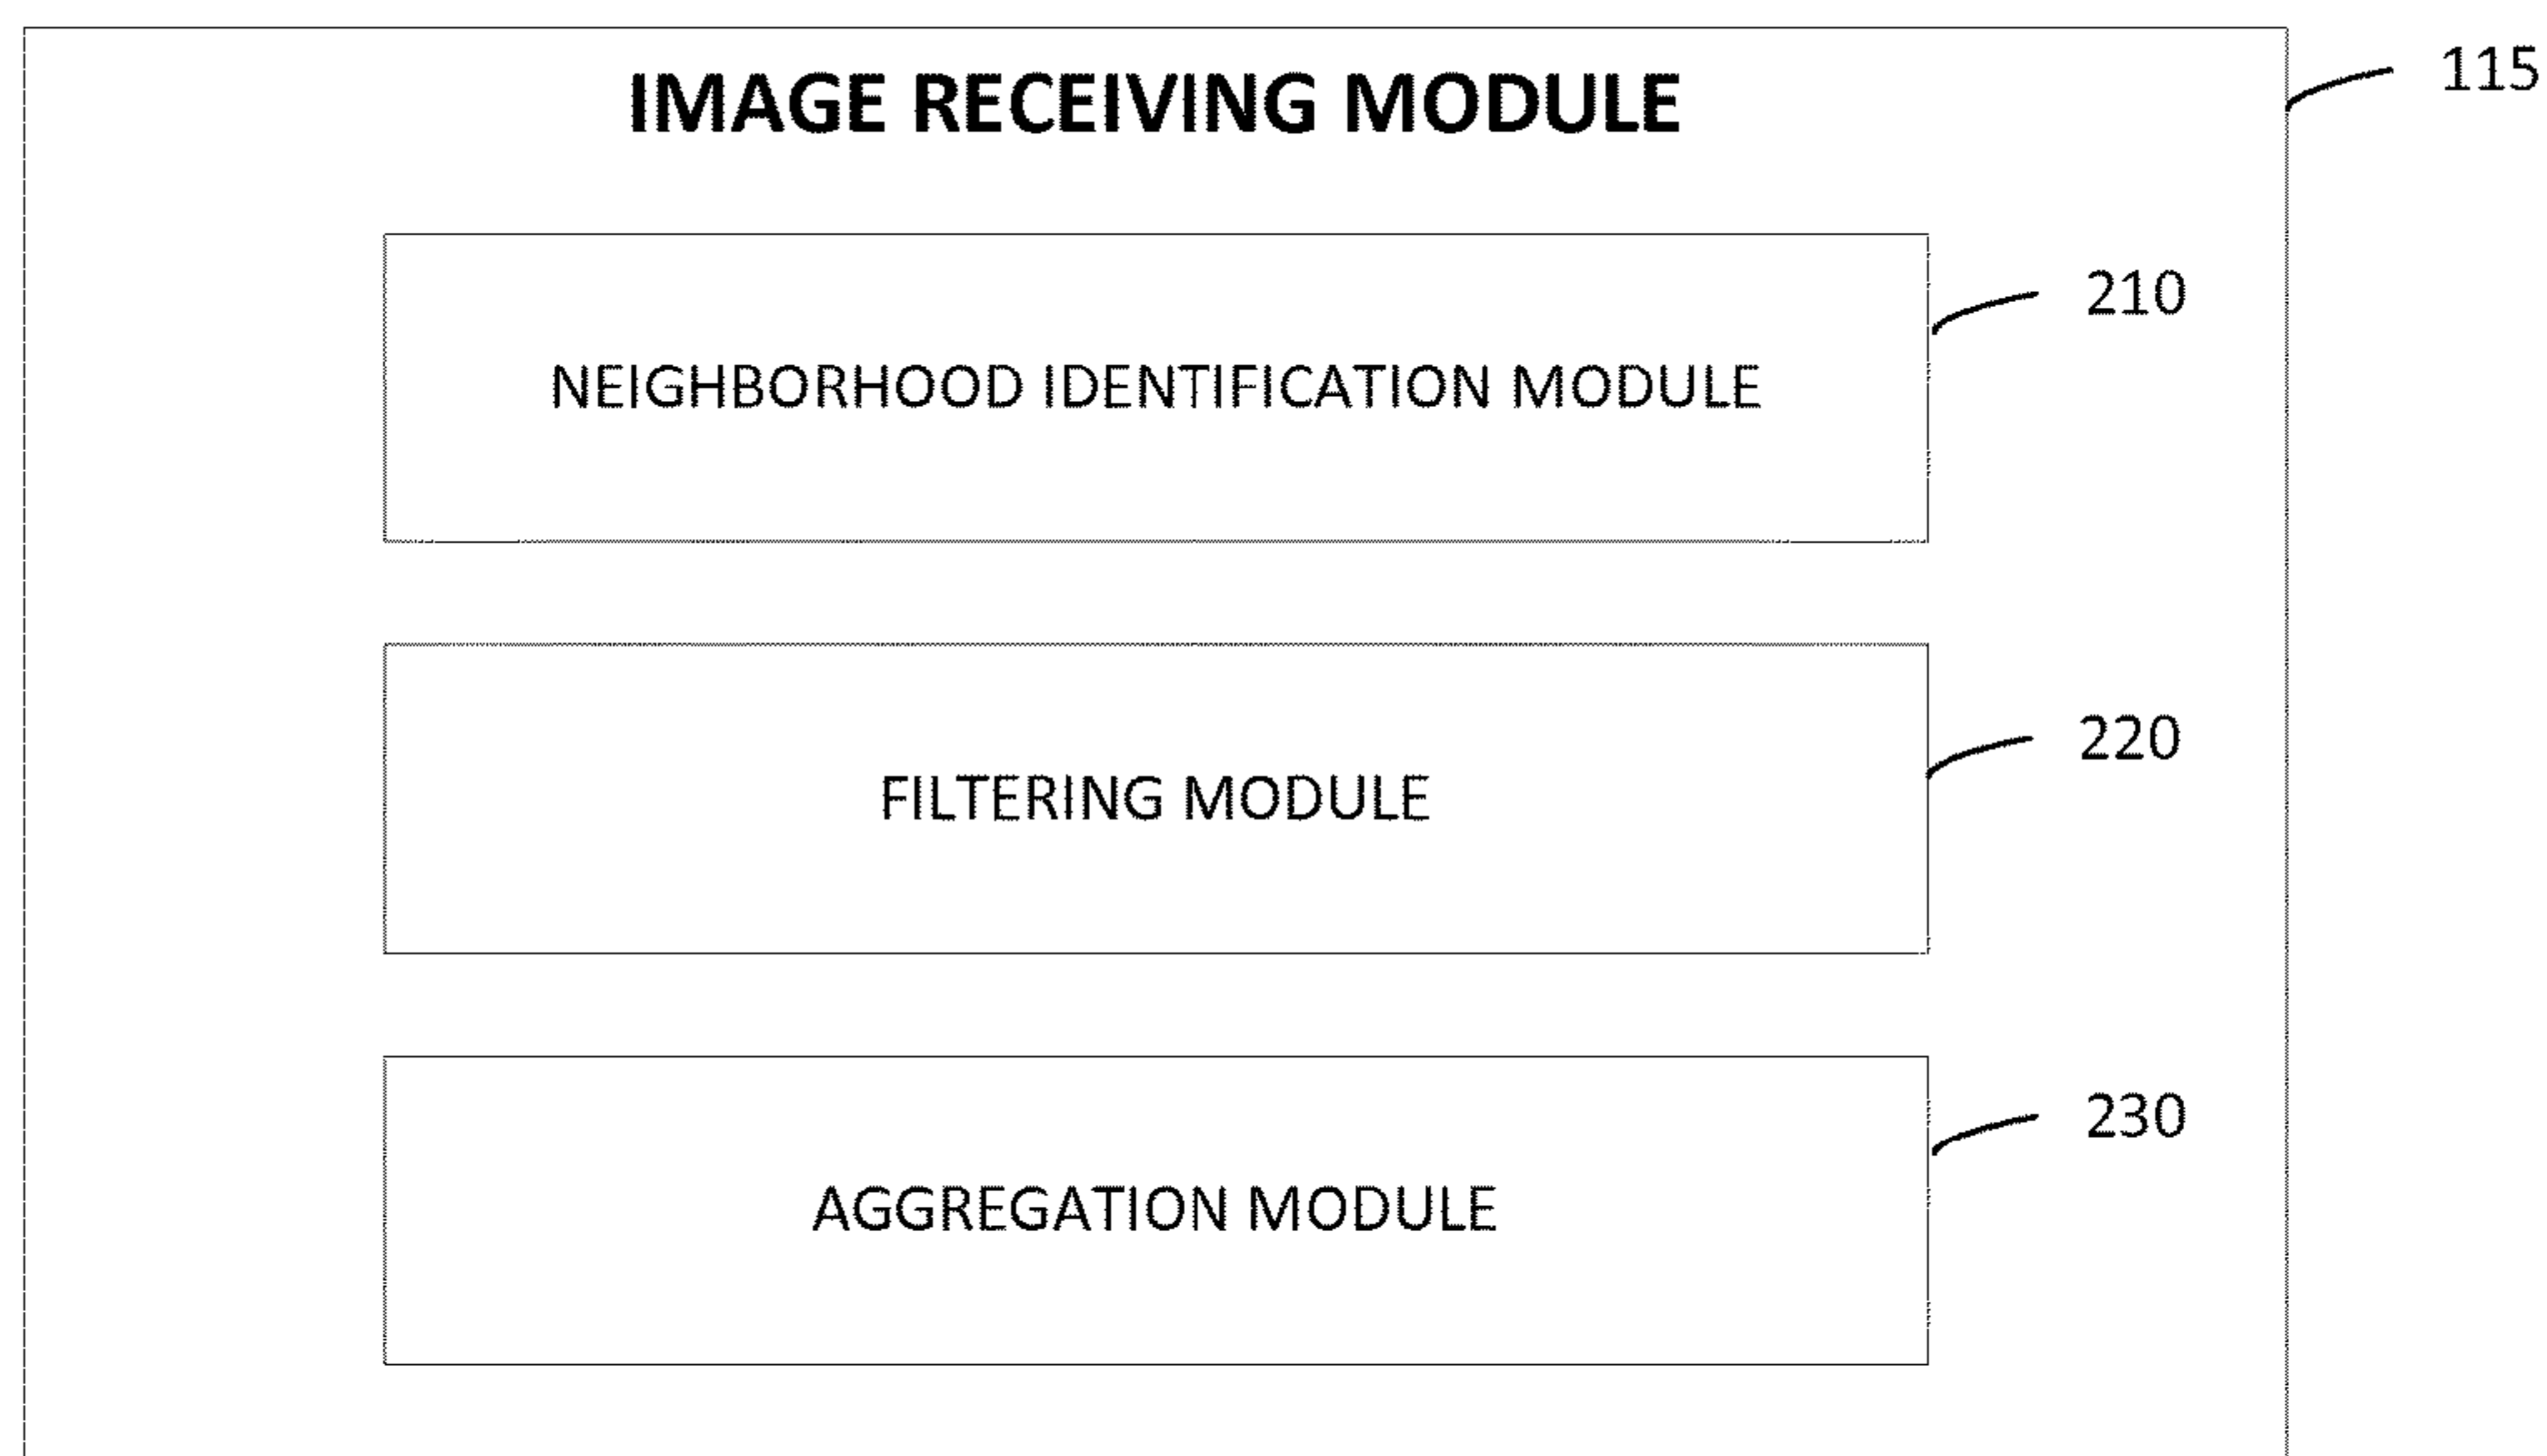 IMAGE RECEIVING MODULE
115
210
NEIGHBORHOOD IDENTIFICATION MODULE
220
FILTERING MODULE
230
AGGREGATION MODULE